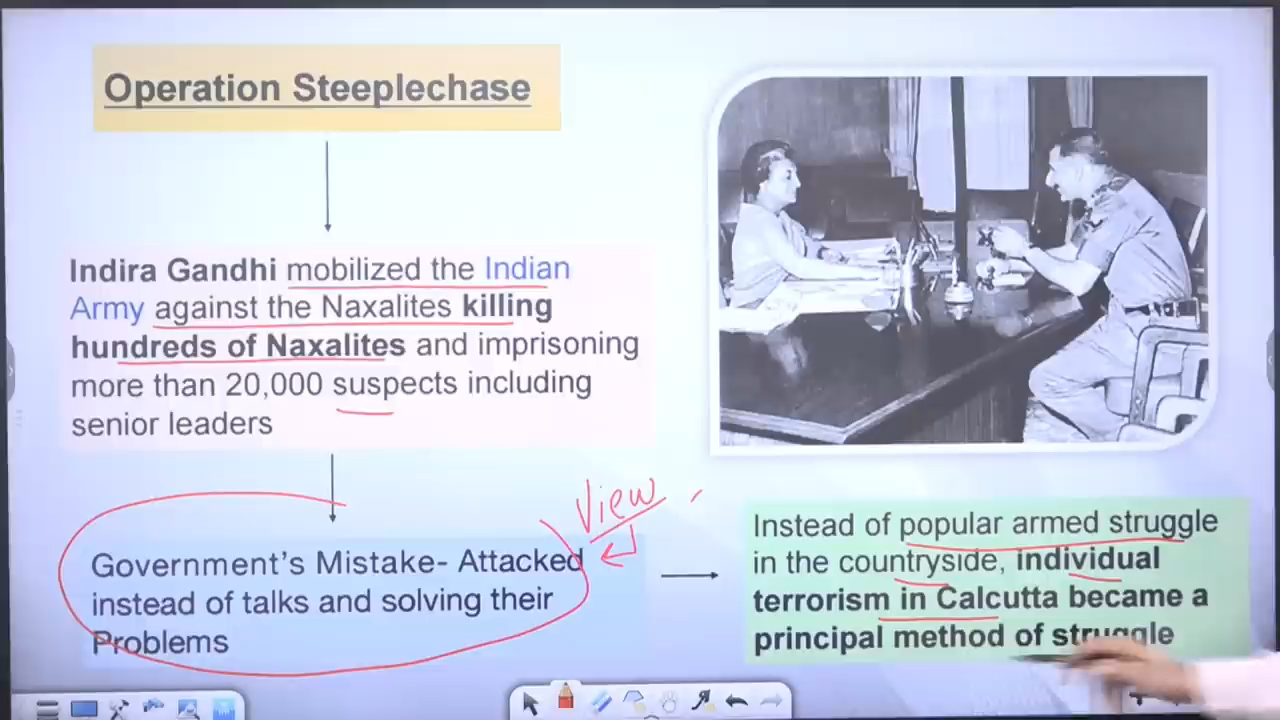 Operation Steeplechase
Indira Gandhi mobilized the Indian
Army against the Naxalites killing
hundreds of Naxalites and imprisoning
more than 20,000 suspects including
senior leaders
View
Government's Mistake- Attacked
instead of talks and solving their
Problems
Instead of popular armed struggle
in the countryside, individual
terrorism in Calcutta became a
principal method of struggle